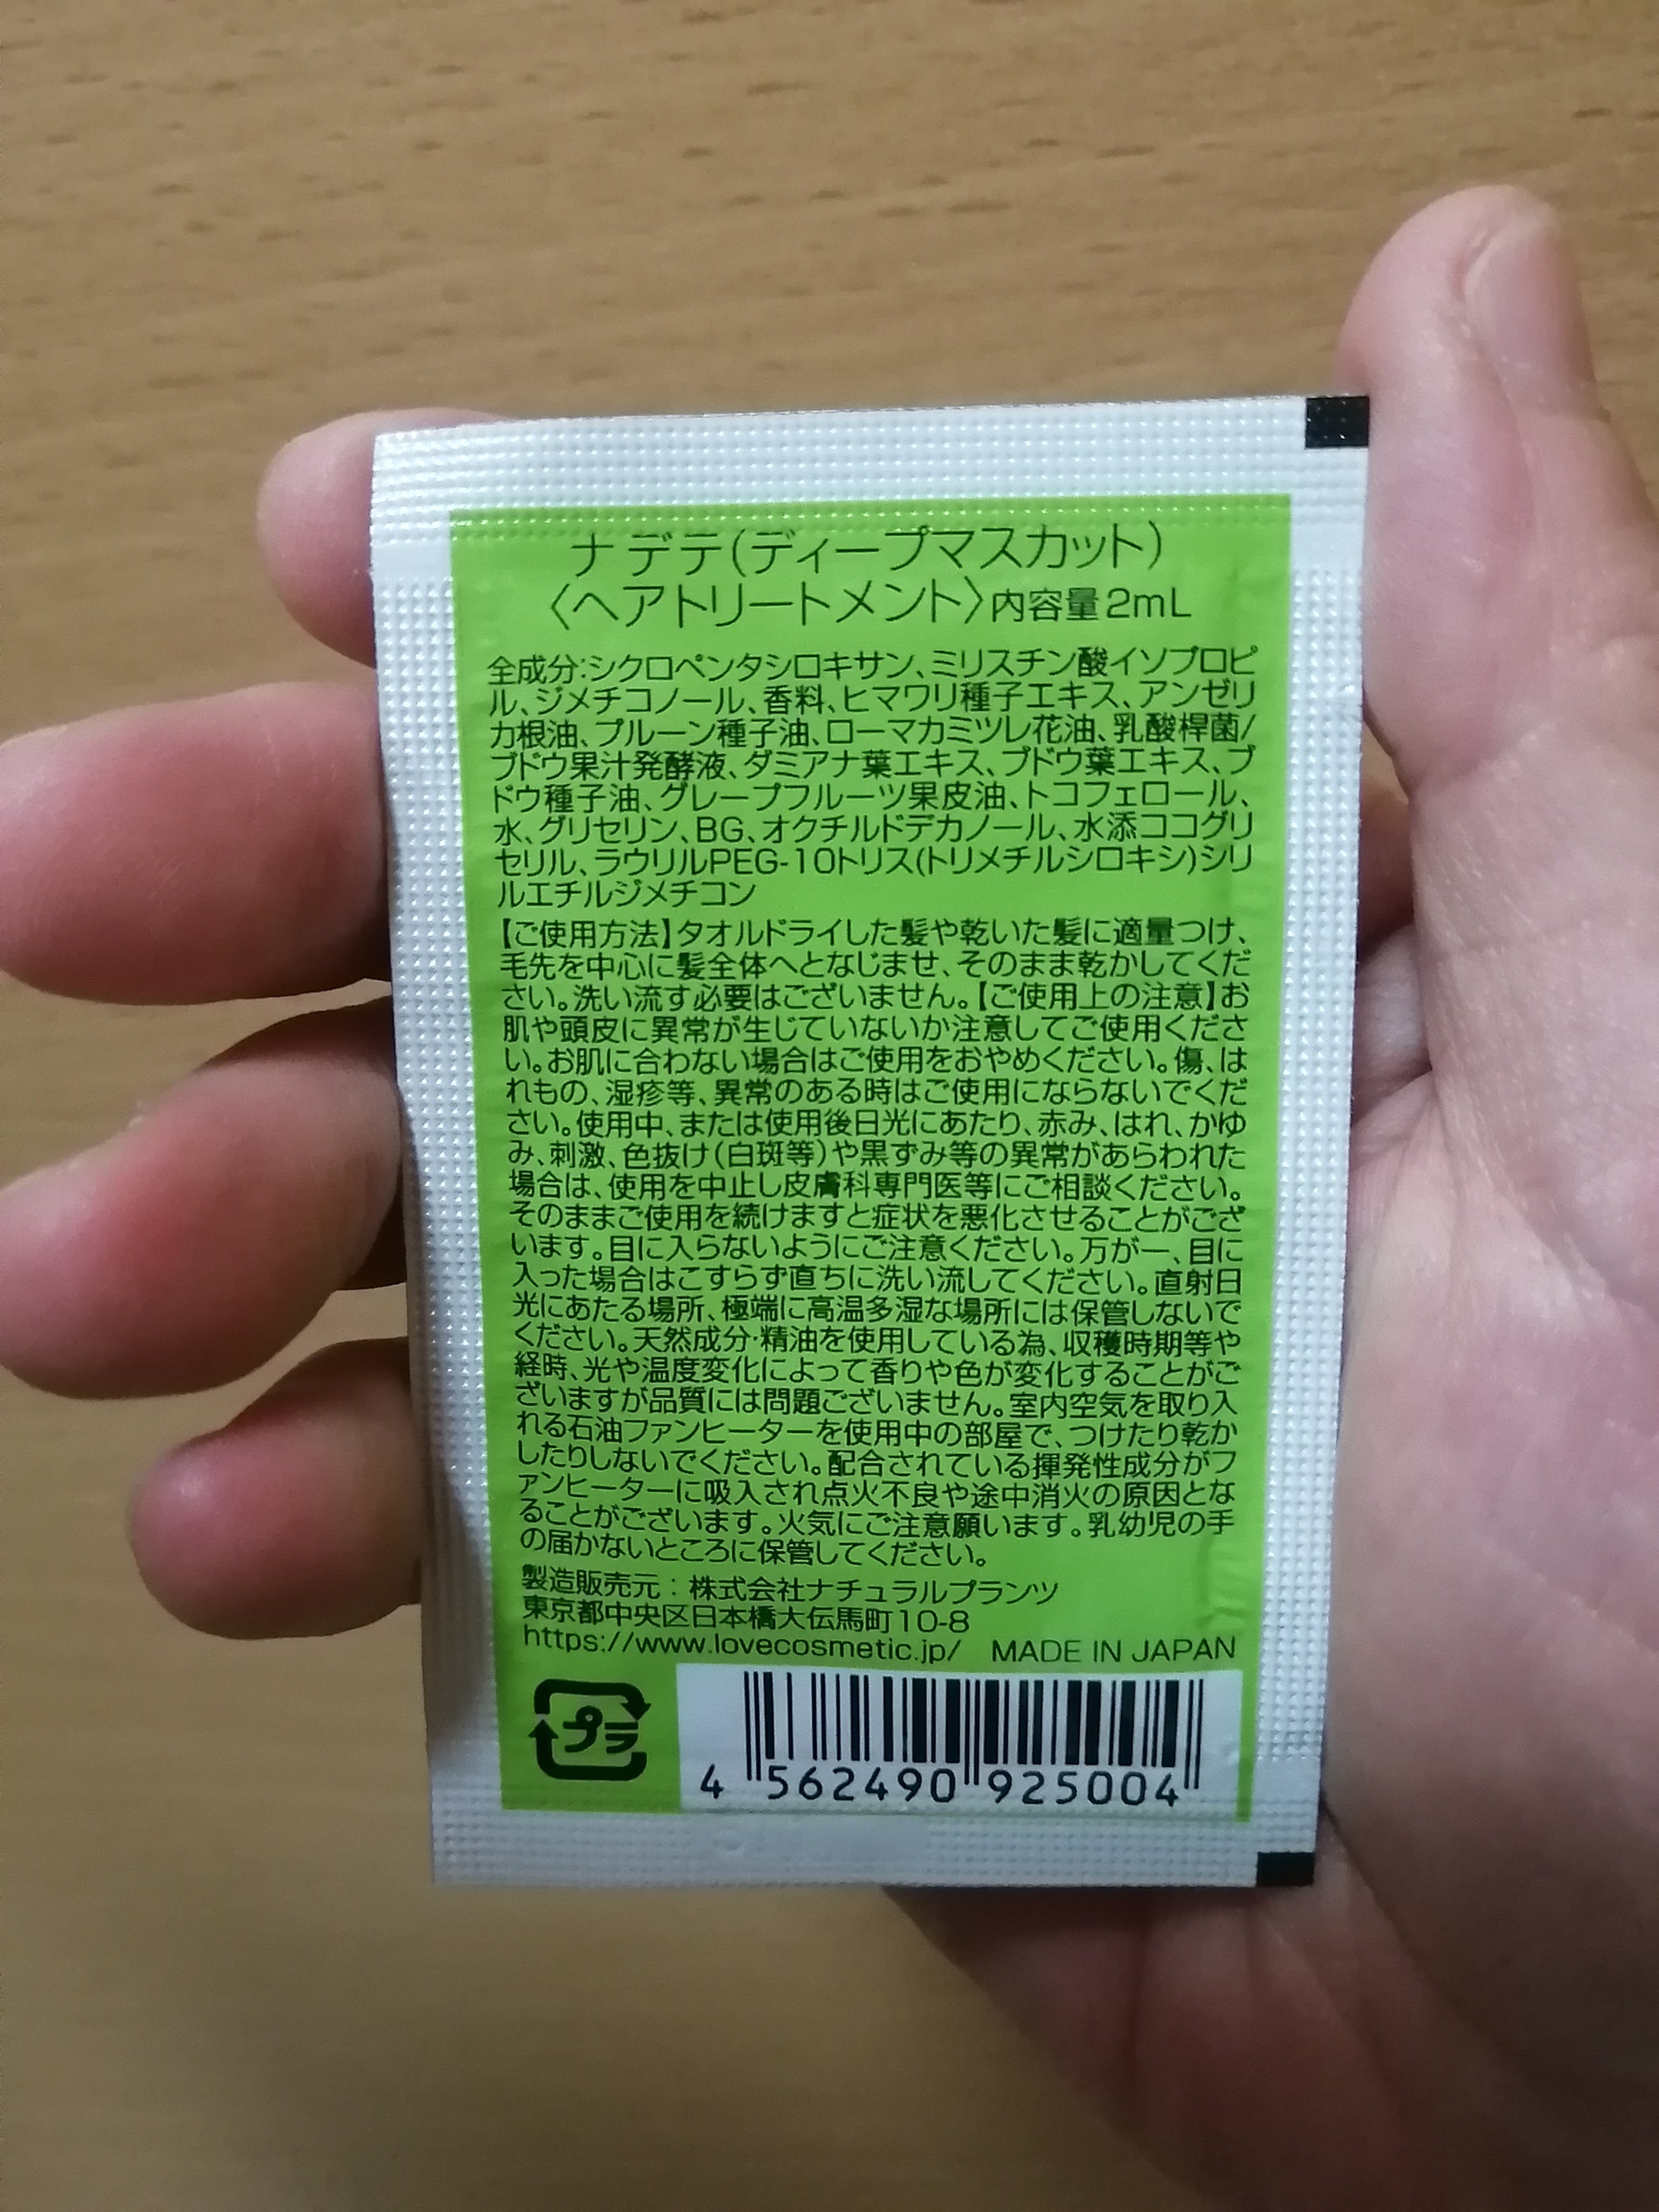 ナデテ(ディープマスカット)
〈ヘアトリートメント〉内容量2mL
全成分:シクロペンタシロキサン、ミリスチン酸イソプロピ
ル、ジメチコノール、香料、ヒマワリ種子エキス、アンゼリ
カ根油、プルーン種子油、ローマカミツレ花油、乳酸桿菌/
ブドウ果汁発酵液、ダミアナ葉エキス、ブドウ葉エキス、ブ
ドウ種子油、グレープフルーツ果皮油、トコフェロール、
水、グリセリン、BG、オクチルドデカノール、水添ココグリ
セリル、ラウリルPEG-10トリス(トリメチルシロキシ)シリ
ルエチルジメチコン
【ご使用方法】タオルドライした髪や乾いた髪に適量つけ、
毛先を中心に髪全体へとなじませ、そのまま乾かしてくだ
さい。洗い流す必要はございません。【ご使用上の注意】お
肌や頭皮に異常が生じていないか注意してご使用くださ
い。お肌に合わない場合はご使用をおやめください。傷、は
れもの、湿疹等、異常のある時はご使用にならないでくだ
さい。使用中、または使用後日光にあたり、赤み、はれ、かゆ
み、刺激、色抜け(白斑等)や黒ずみ等の異常があらわれた
場合は、使用を中止し皮膚科専門医等にご相談ください。
そのままご使用を続けますと症状を悪化させることがござ
います。目に入らないようにご注意ください。万が一、目に
入った場合はこすらず直ちに洗い流してください。直射日
光にあたる場所、極端に高温多湿な場所には保管しないで
ください。天然成分・精油を使用している為、収穫時期等や
経時、光や温度変化によって香りや色が変化することがご
ざいますが品質には問題ございません。室内空気を取り入
れる石油ファンヒーターを使用中の部屋で、つけたり乾か
したりしないでください。配合されている揮発性成分がフ
ァンヒーターに吸入され点火不良や途中消火の原因とな
ることがございます。火気にご注意願います。乳幼児の手
の届かないところに保管してください。
製造販売元:株式会社ナチュラルプランツ
東京都中央区日本橋大伝馬町10-8
https://www.lovecosmetic.jp/ MADE IN JAPAN
プラ
4 562490 925004